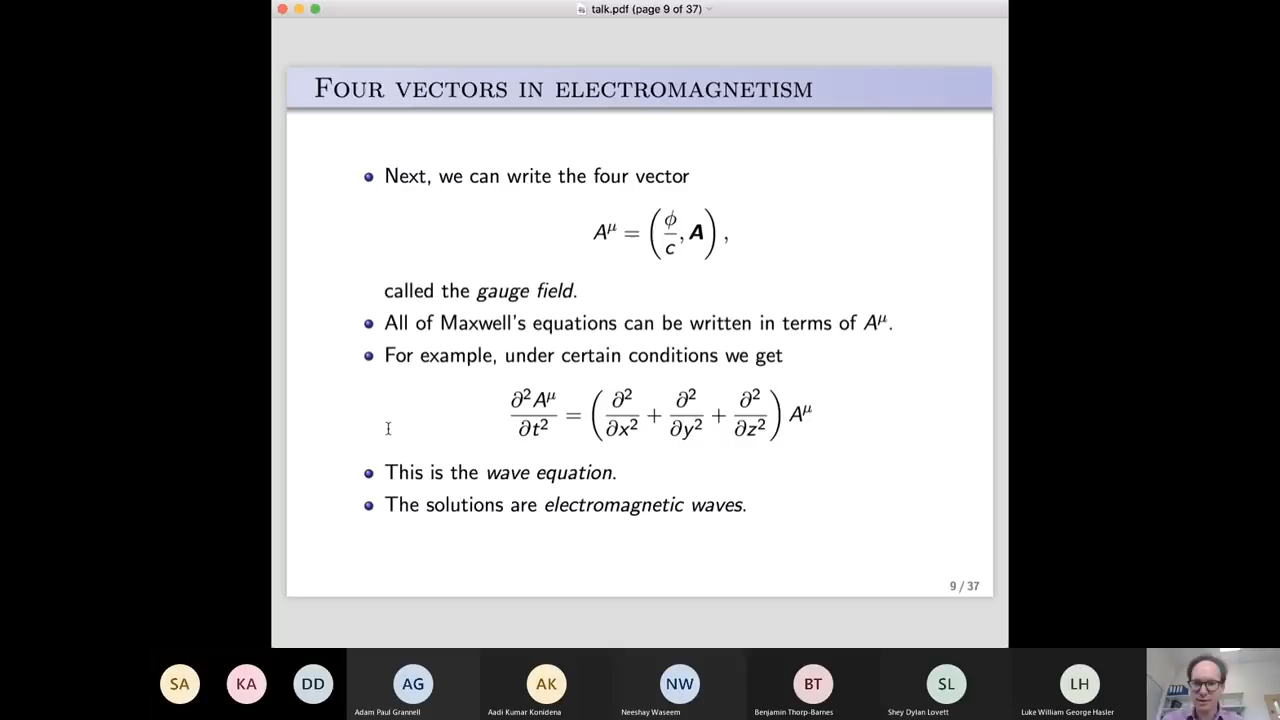 talk.pdf (page 9 of 37)
Four vectors in electromagnetism
Next, we can write the four vector
A^μ = (ϕ/c, A),
called the gauge field.
All of Maxwell's equations can be written in terms of A^μ.
For example, under certain conditions we get
∂²A^μ/∂t² = (∂²/∂x² + ∂²/∂y² + ∂²/∂z²) A^μ
This is the wave equation.
The solutions are electromagnetic waves.
9 / 37
SA KA DD AG AK NW BT SL LH
Adam Paul Grannell Aadi Kumar Konidena Neeshay Waseem Benjamin Thorp-Barnes Shey Dylan Lovett Luke William George Hasler